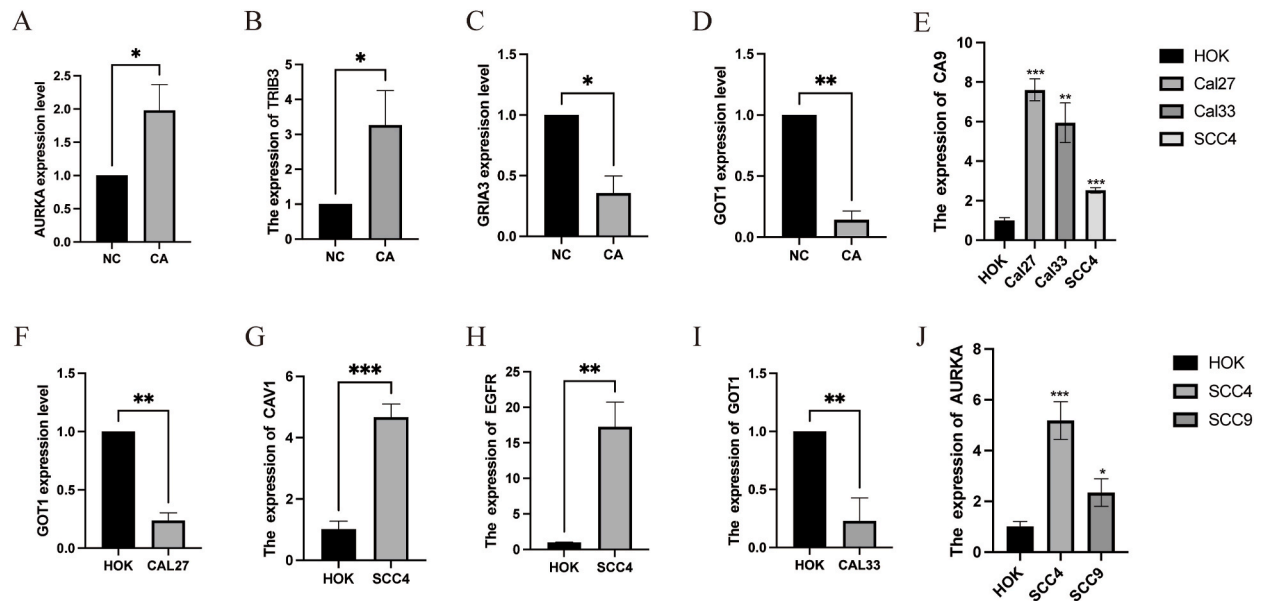 A
AURKA expression level
2.5
2.0
1.5
1.0
0.5
0.0
*
NC CA
B
The expression of TRIB3
5
4
3
2
1
0
*
NC CA
C
GRIA3 expreison level
1.5
1.0
0.5
0.0
*
NC CA
D
GOT1 expression level
1.5
1.0
0.5
0.0
**
NC CA
E
The expression of CA9
10
8
6
4
2
0
***
**
***
HOK Cal27 Cal33 SCC4
HOK
Cal27
Cal33
SCC4
F
GOT1 expression level
1.5
1.0
0.5
0.0
**
HOK CAL27
G
The expression of CAV1
6
4
2
0
***
HOK SCC4
H
The expression of EGFR
25
20
15
10
5
0
**
HOK SCC4
I
The expression of GOT1
1.5
1.0
0.5
0.0
**
HOK CAL33
J
The expression of AURKA
8
6
4
2
0
***
*
HOK SCC4 SCC9
HOK
SCC4
SCC9